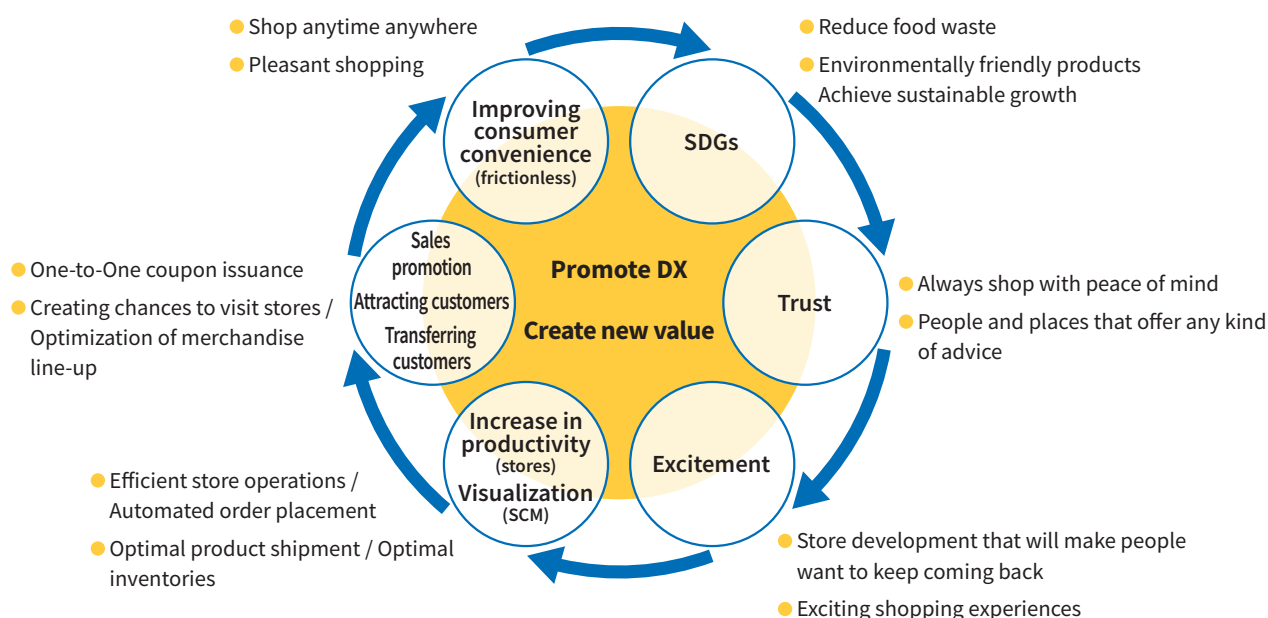 Shop anytime anywhere
Pleasant shopping
Reduce food waste
Environmentally friendly products
Achieve sustainable growth
Improving
consumer
convenience
(frictionless)
SDGs
Sales
promotion
Attracting customers
Transferring
customers
Promote DX
Create new value
Trust
One-to-One coupon issuance
Creating chances to visit stores /
Optimization of merchandise
line-up
Always shop with peace of mind
People and places that offer any kind
of advice
Increase in
productivity
(stores)
Visualization
(SCM)
Excitement
Efficient store operations /
Automated order placement
Optimal product shipment / Optimal
inventories
Store development that will make people
want to keep coming back
Exciting shopping experiences